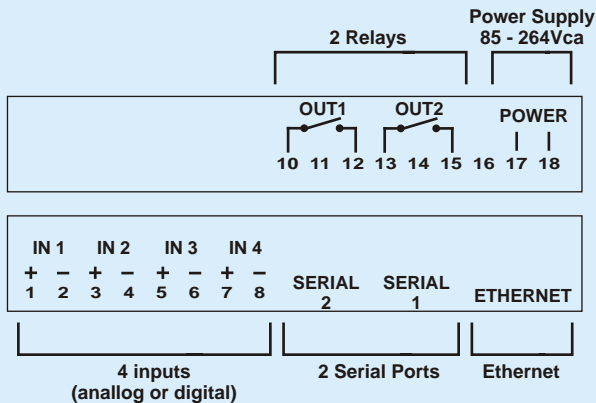 2 Relays
Power Supply
85 - 264Vca
OUT1 OUT2 POWER
10 11 12 13 14 15 16 17 18
IN 1 IN 2 IN 3 IN 4
+ − + − + − + −
1 2 3 4 5 6 7 8
SERIAL
2
SERIAL
1
ETHERNET
4 inputs
(anallog or digital)
2 Serial Ports
Ethernet